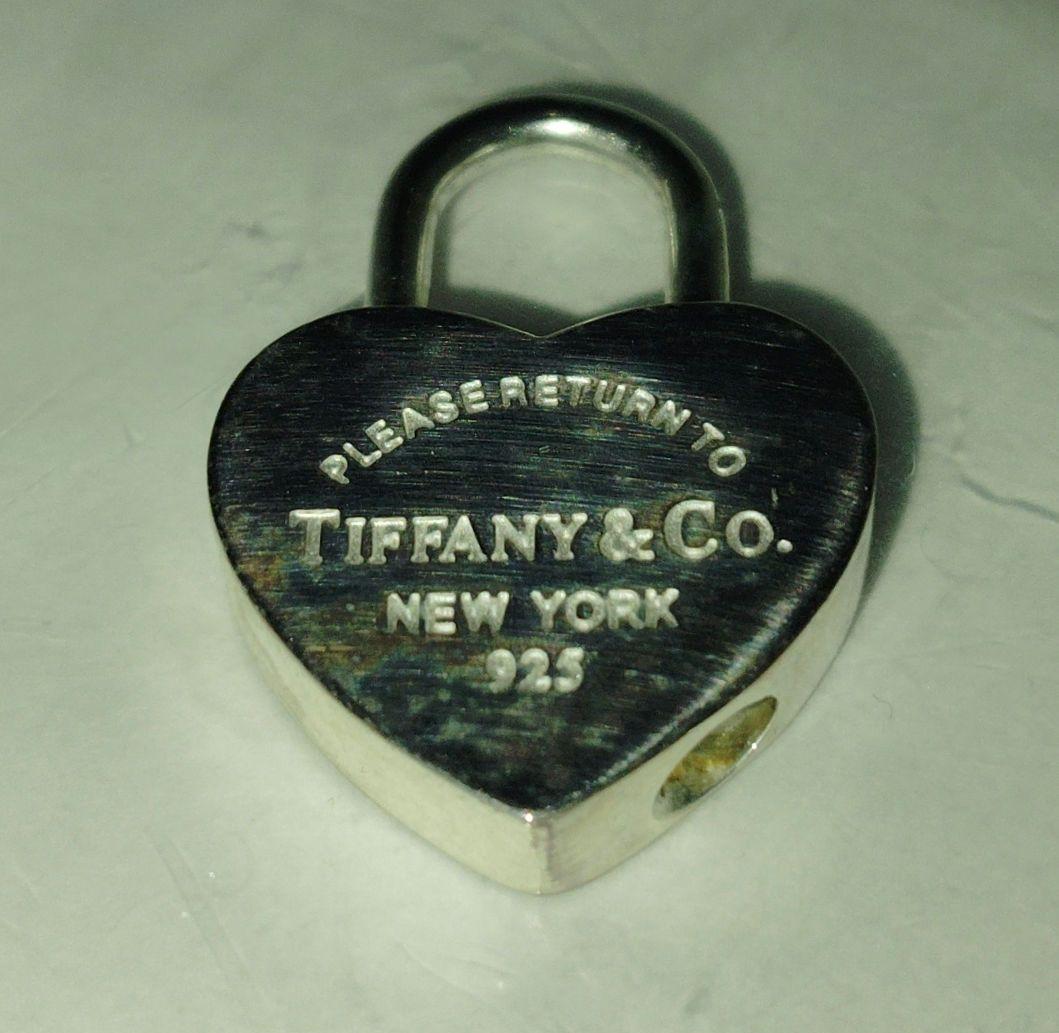 PLEASE RETURN TO
TIFFANY & CO.
NEW YORK
925